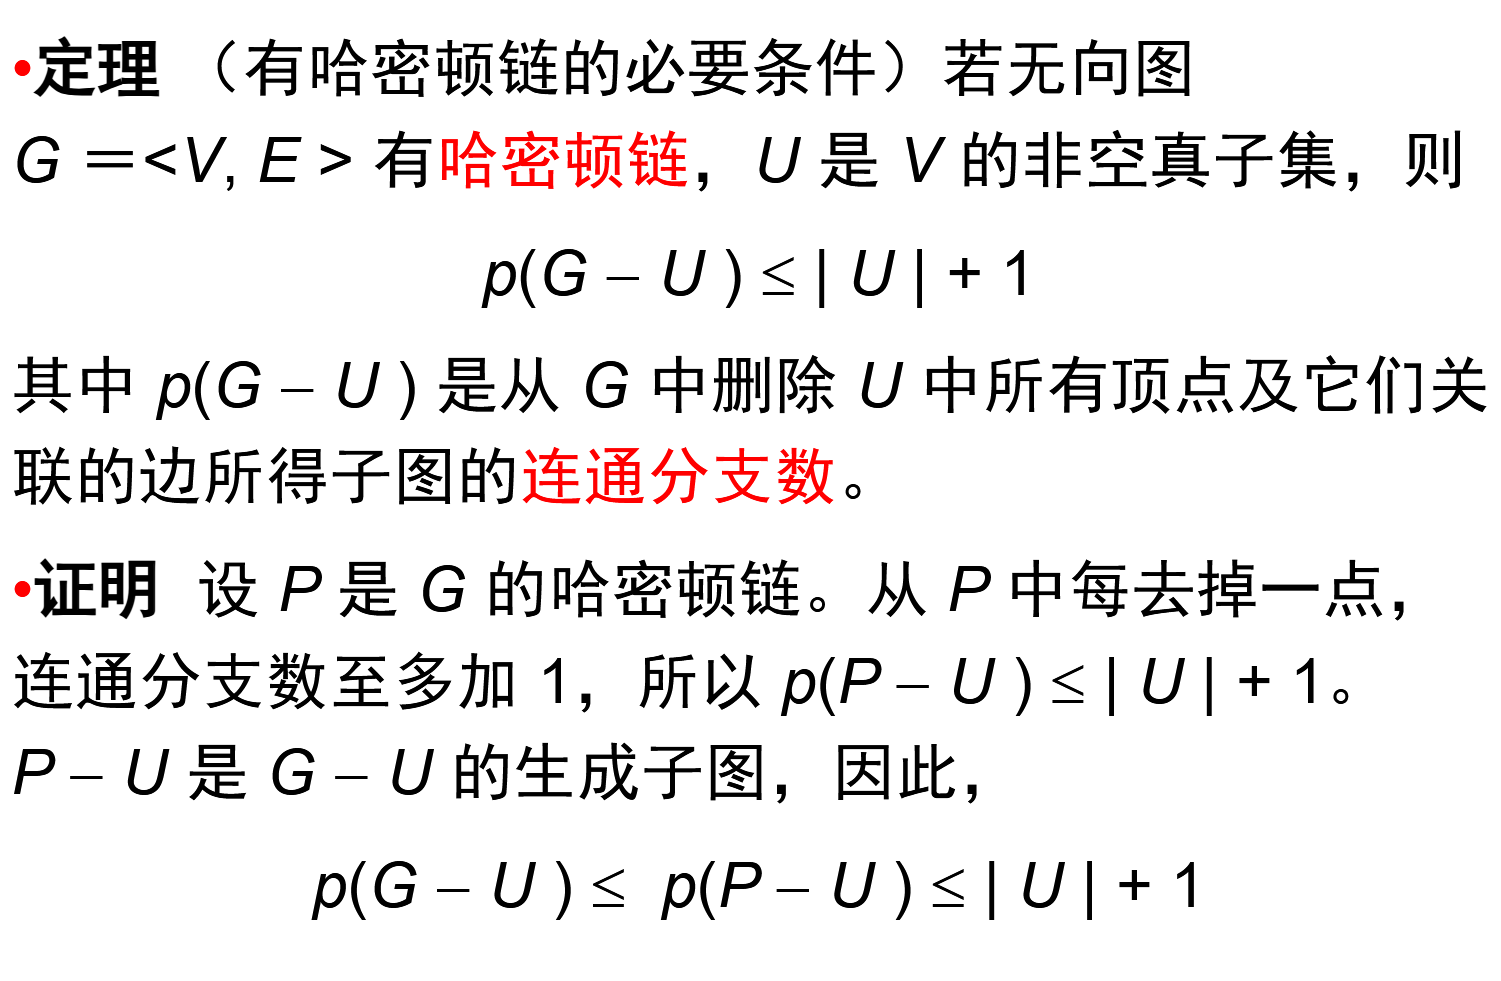 •定理 （有哈密顿链的必要条件）若无向图
G =<V, E > 有哈密顿链，U 是 V 的非空真子集，则
p(G – U ) ≤ | U | + 1
其中 p(G – U ) 是从 G 中删除 U 中所有顶点及它们关
联的边所得子图的连通分支数。
•证明 设 P 是 G 的哈密顿链。从 P 中每去掉一点，
连通分支数至多加 1，所以 p(P – U ) ≤ | U | + 1。
P – U 是 G – U 的生成子图，因此，
p(G – U ) ≤ p(P – U ) ≤ | U | + 1